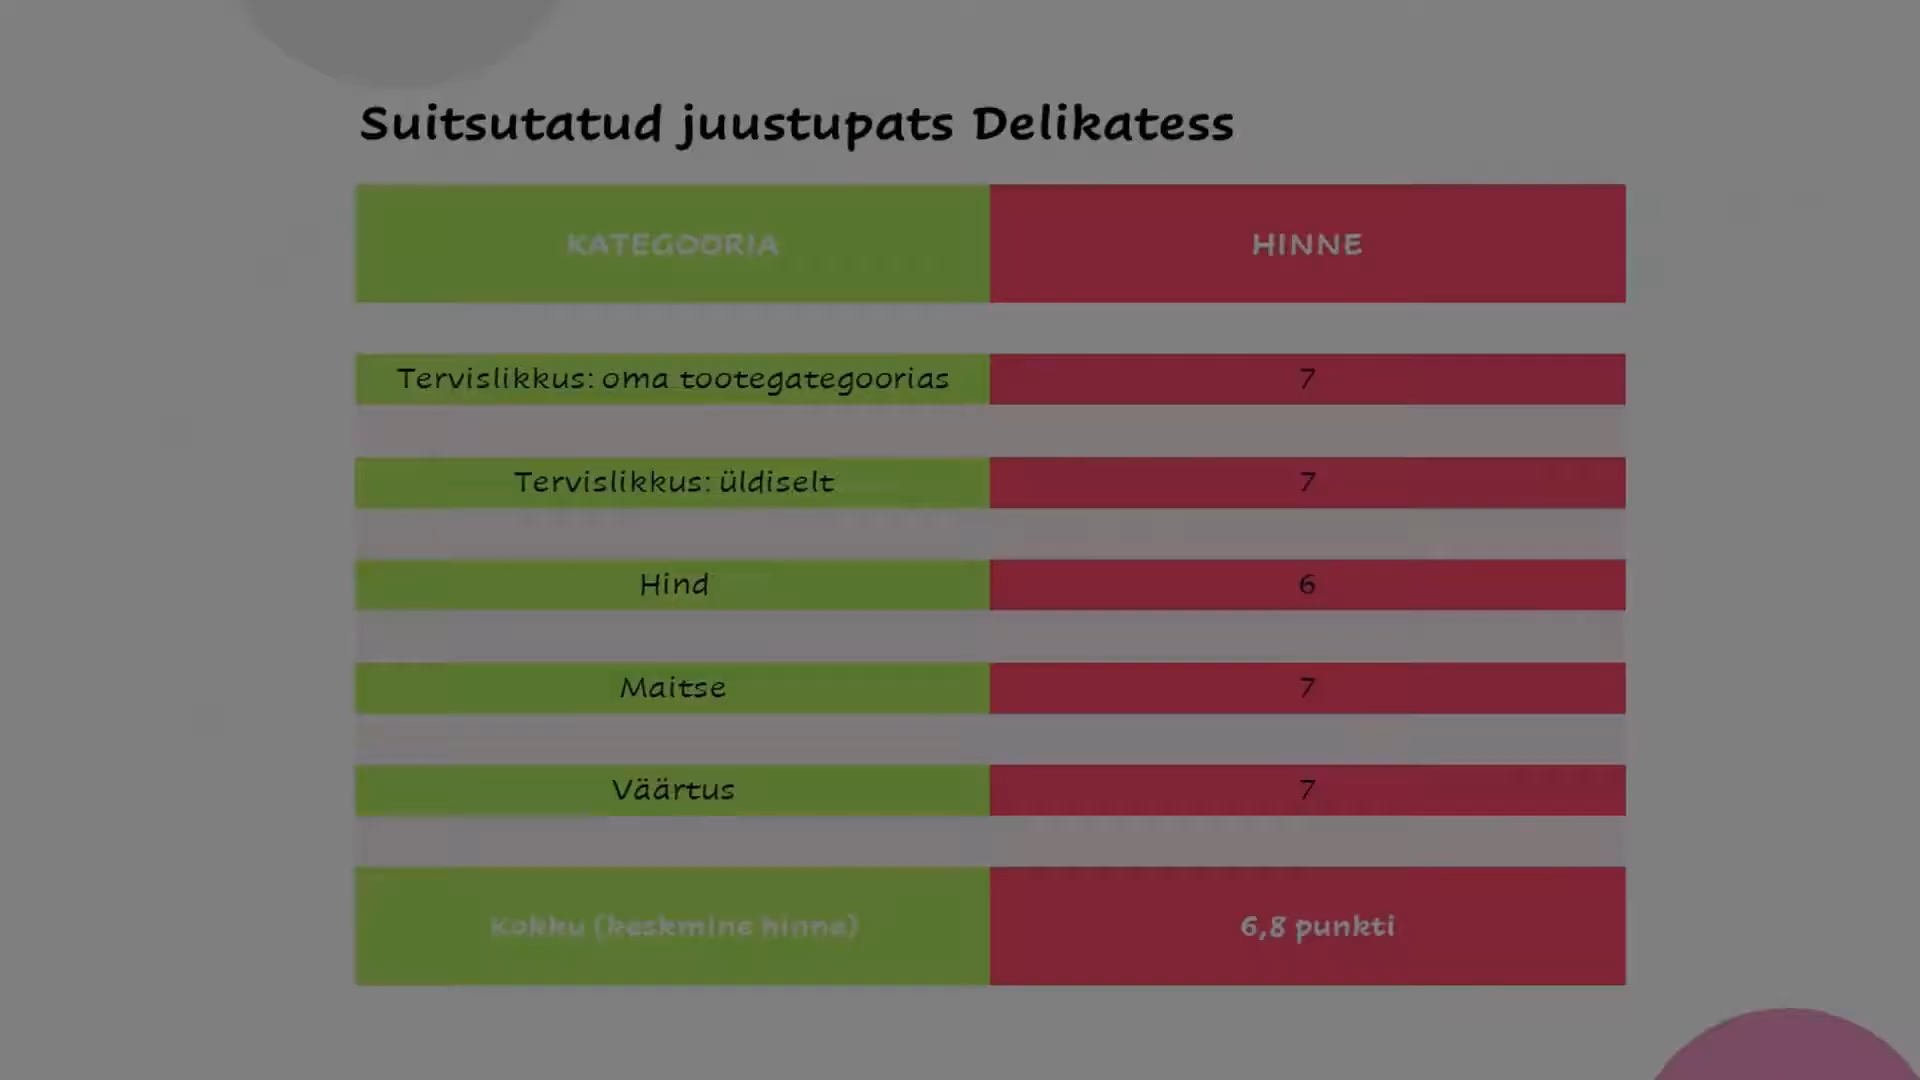 Suitsutatud juustupats Delikatess
KATEGOORIA HINNE
Tervislikkus: oma tootegategoorias 7
Tervislikkus: üldiselt 7
Hind 6
Maitse 7
Väärtus 7
Kokku (keskmine hinne) 6,8 punkti